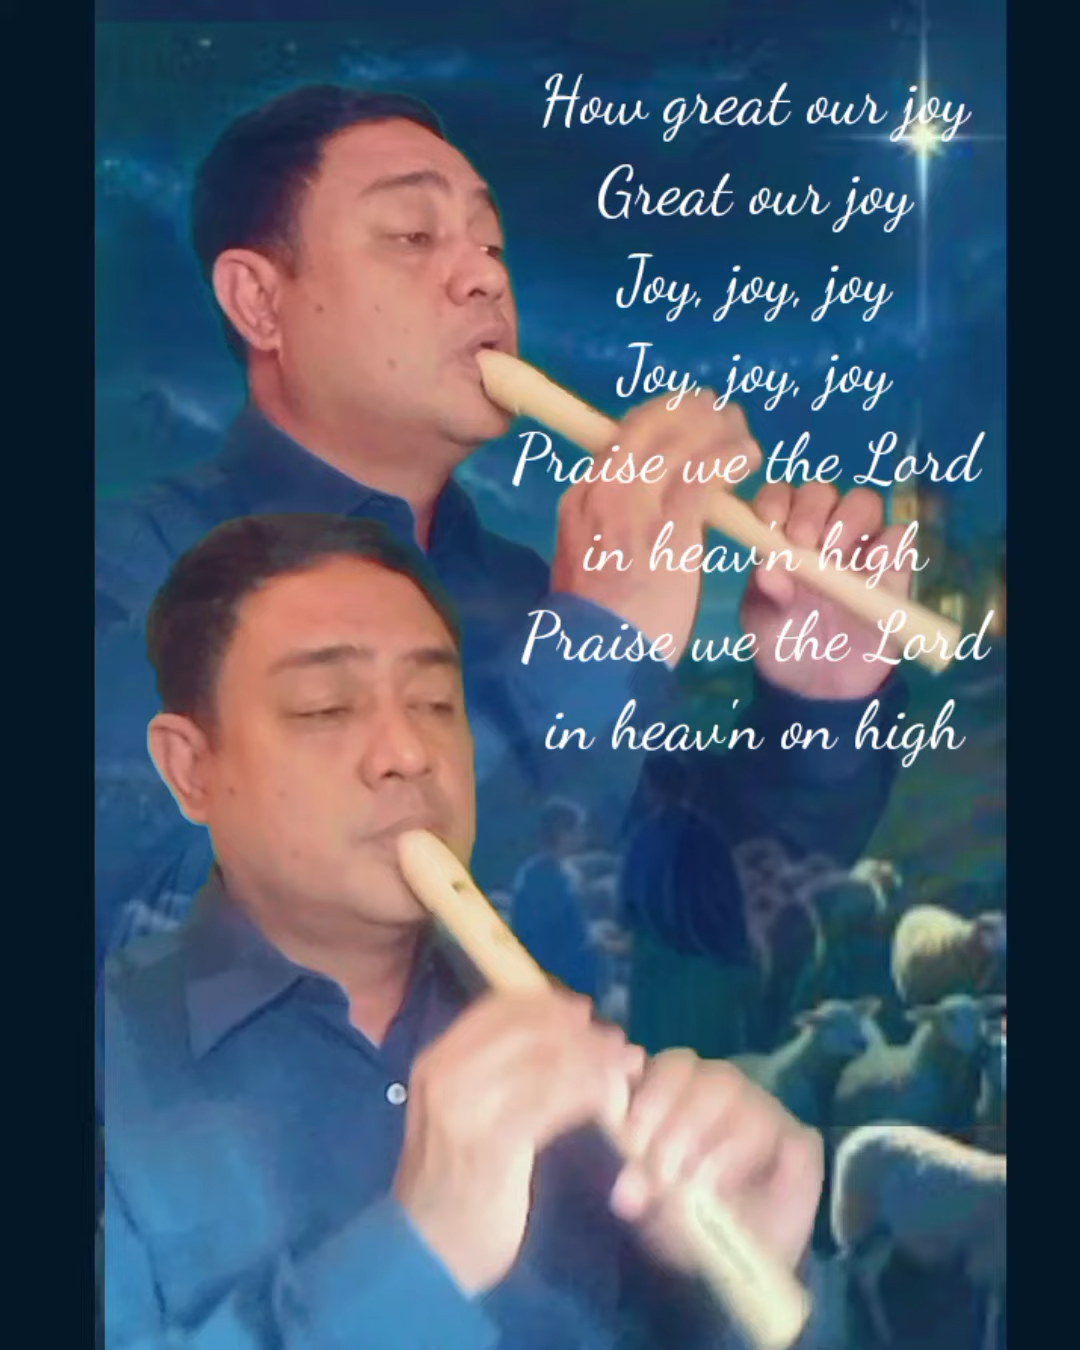 How great our joy
Great our joy
Joy, joy, joy
Joy, joy, joy
Praise we the Lord
in heav'n high
Praise we the Lord
in heav'n on high